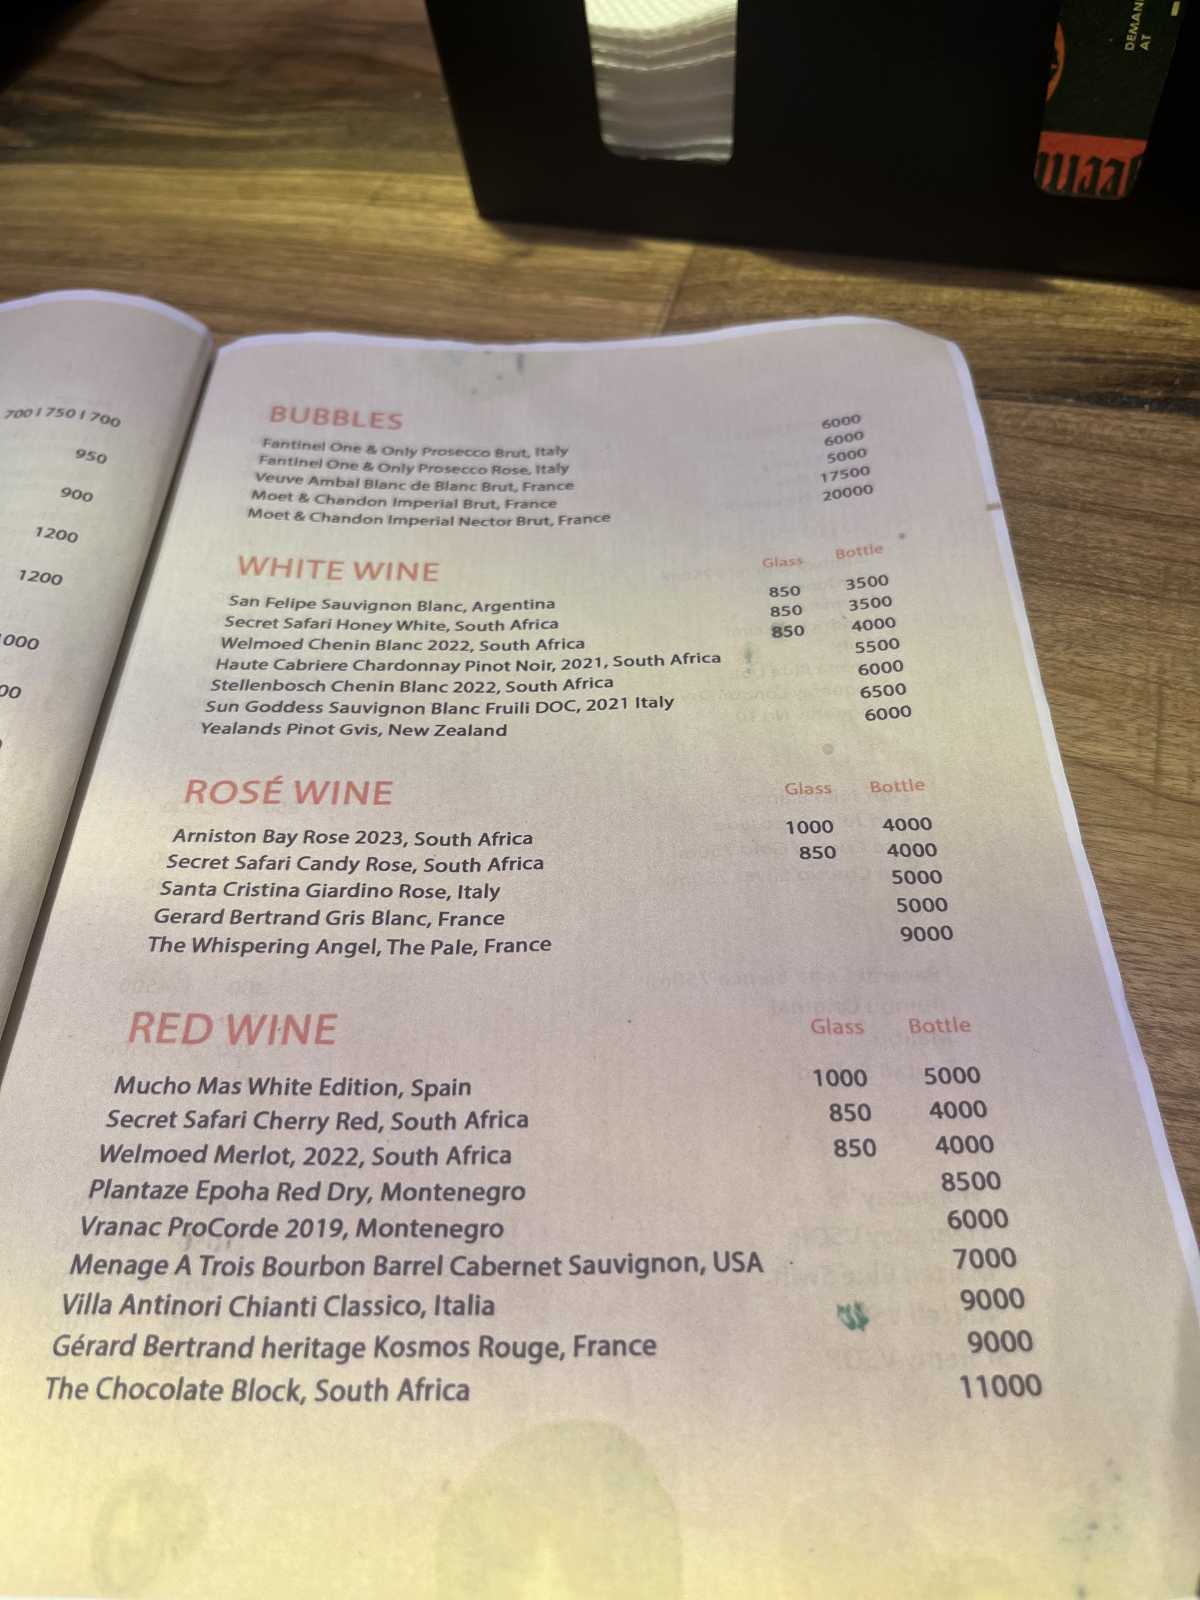 DEMAN
AT
700 | 750 | 700
950
900
1200
1200
000
00
BUBBLES
Fantinel One & Only Prosecco Brut, Italy 6000
Fantinel One & Only Prosecco Rose, Italy 6000
Veuve Ambal Blanc de Blanc Brut, France 5000
Moet & Chandon Imperial Brut, France 17500
Moet & Chandon Imperial Nector Brut, France 20000
WHITE WINE Glass Bottle
San Felipe Sauvignon Blanc, Argentina 850 3500
Secret Safari Honey White, South Africa 850 3500
Welmoed Chenin Blanc 2022, South Africa 850 4000
Haute Cabriere Chardonnay Pinot Noir, 2021, South Africa 5500
Stellenbosch Chenin Blanc 2022, South Africa 6000
Sun Goddess Sauvignon Blanc Fruili DOC, 2021 Italy 6500
Yealands Pinot Gvis, New Zealand 6000
ROSÉ WINE Glass Bottle
Arniston Bay Rose 2023, South Africa 1000 4000
Secret Safari Candy Rose, South Africa 850 4000
Santa Cristina Giardino Rose, Italy 5000
Gerard Bertrand Gris Blanc, France 5000
The Whispering Angel, The Pale, France 9000
RED WINE Glass Bottle
Mucho Mas White Edition, Spain 1000 5000
Secret Safari Cherry Red, South Africa 850 4000
Welmoed Merlot, 2022, South Africa 850 4000
Plantaze Epoha Red Dry, Montenegro 8500
Vranac ProCorde 2019, Montenegro 6000
Menage A Trois Bourbon Barrel Cabernet Sauvignon, USA 7000
Villa Antinori Chianti Classico, Italia 9000
Gérard Bertrand heritage Kosmos Rouge, France 9000
The Chocolate Block, South Africa 11000